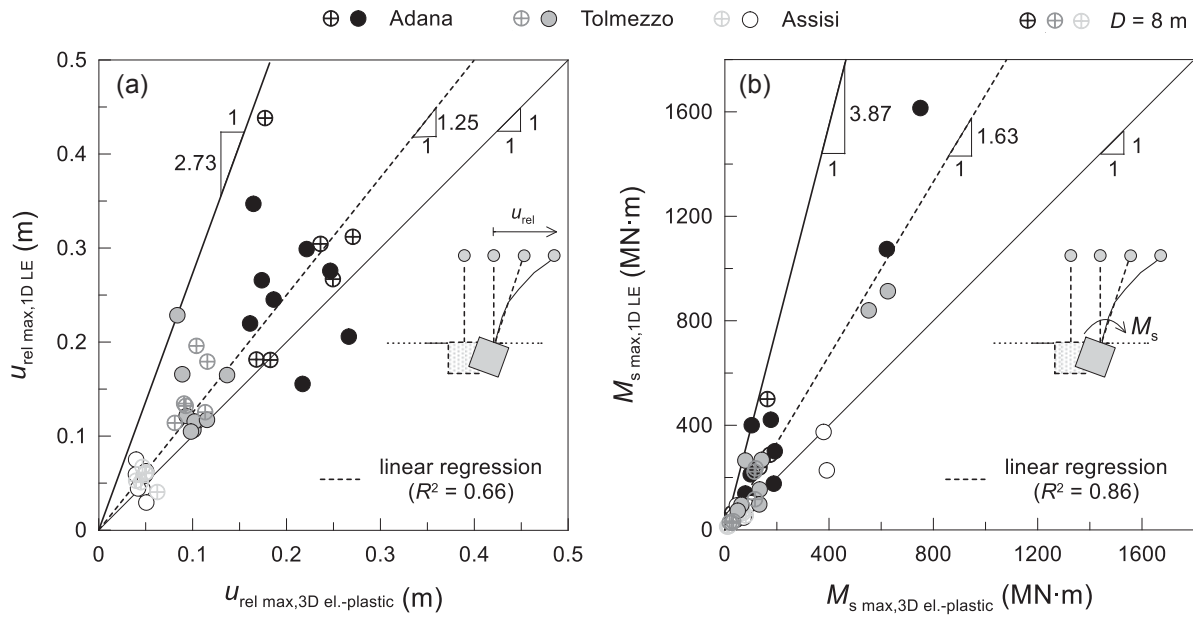 Adana Tolmezzo Assisi D = 8 m
(a)
0.5
0.4
0.3
0.2
0.1
0
0 0.1 0.2 0.3 0.4 0.5
u rel max,1D LE (m)
u rel max,3D el.-plastic (m)
1
2.73
1.25
1
1
1
u rel
linear regression
(R² = 0.66)
(b)
1600
1200
800
400
0
0 400 800 1200 1600
M s max,1D LE (MN·m)
M s max,3D el.-plastic (MN·m)
3.87
1
1.63
1
1
1
M s
linear regression
(R² = 0.86)